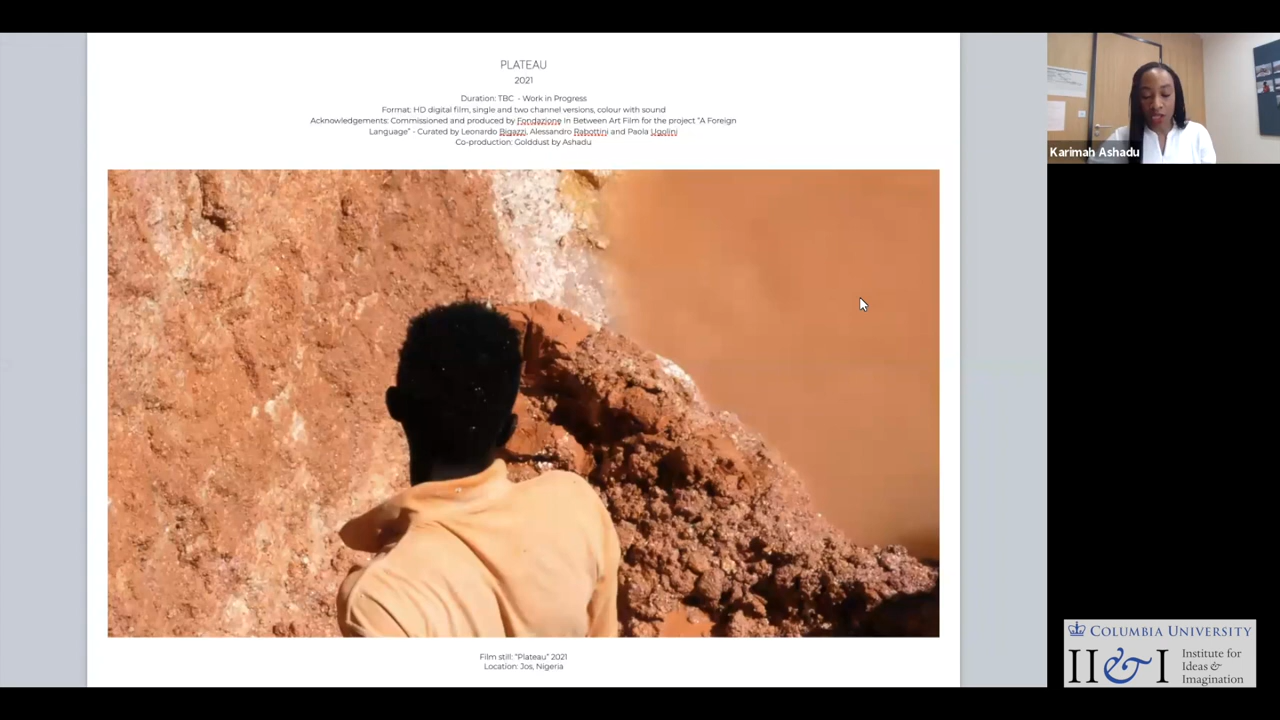 PLATEAU
2021
Duration: TBC - Work in Progress
Format: HD digital film, single and two channel versions, colour with sound
Acknowledgements: Commissioned and produced by Fondazione In Between Art Film for the project "A Foreign
Language" - Curated by Leonardo Bigazzi, Alessandro Rabottini and Paola Ugolini
Co-production: Golddust by Ashadu
Film still: "Plateau" 2021
Location: Jos, Nigeria
Karimah Ashadu
COLUMBIA UNIVERSITY
II&I
Institute for
Ideas &
Imagination